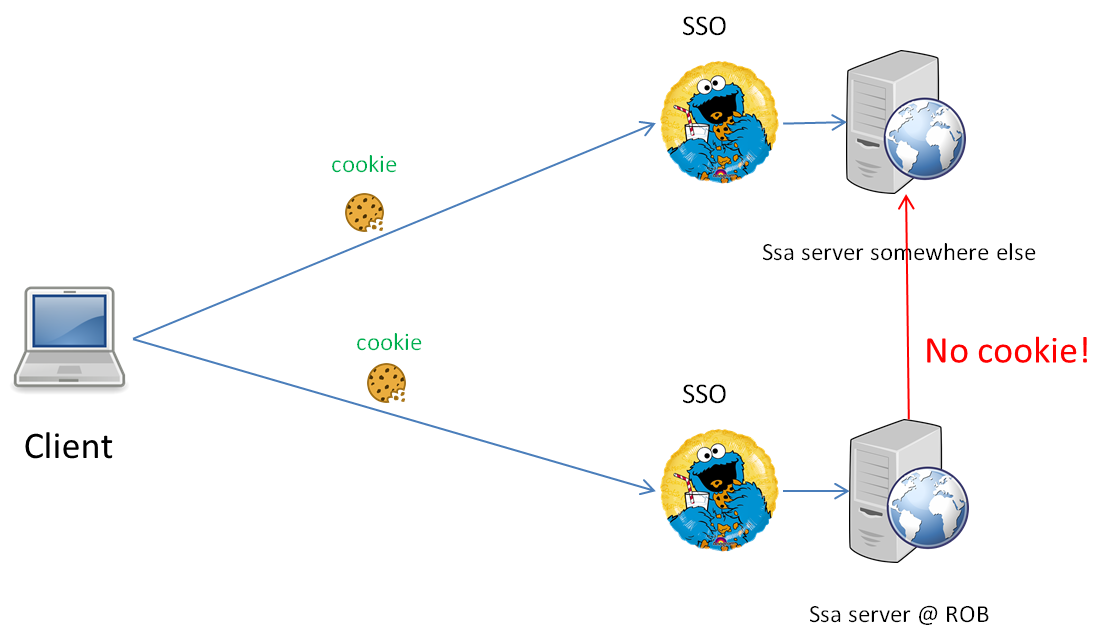 SSO
cookie
Ssa server somewhere else
cookie
No cookie!
SSO
Client
Ssa server @ ROB